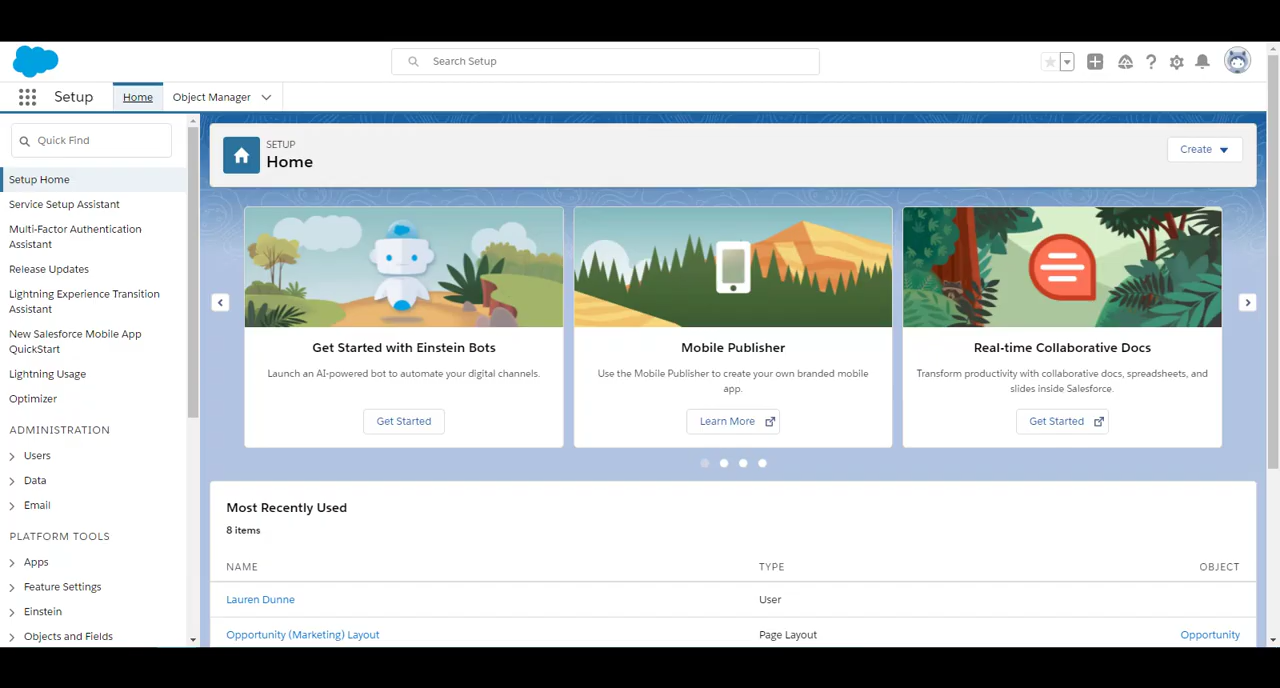 Search Setup
Setup
Home
Object Manager
Quick Find
Setup Home
Service Setup Assistant
Multi-Factor Authentication
Assistant
Release Updates
Lightning Experience Transition
Assistant
New Salesforce Mobile App
QuickStart
Lightning Usage
Optimizer
ADMINISTRATION
Users
Data
Email
PLATFORM TOOLS
Apps
Feature Settings
Einstein
Objects and Fields
SETUP
Home
Create
Get Started with Einstein Bots
Launch an AI-powered bot to automate your digital channels.
Get Started
Mobile Publisher
Use the Mobile Publisher to create your own branded mobile
app.
Learn More
Real-time Collaborative Docs
Transform productivity with collaborative docs, spreadsheets, and
slides inside Salesforce.
Get Started
Most Recently Used
8 items
NAME TYPE OBJECT
Lauren Dunne User
Opportunity (Marketing) Layout Page Layout Opportunity